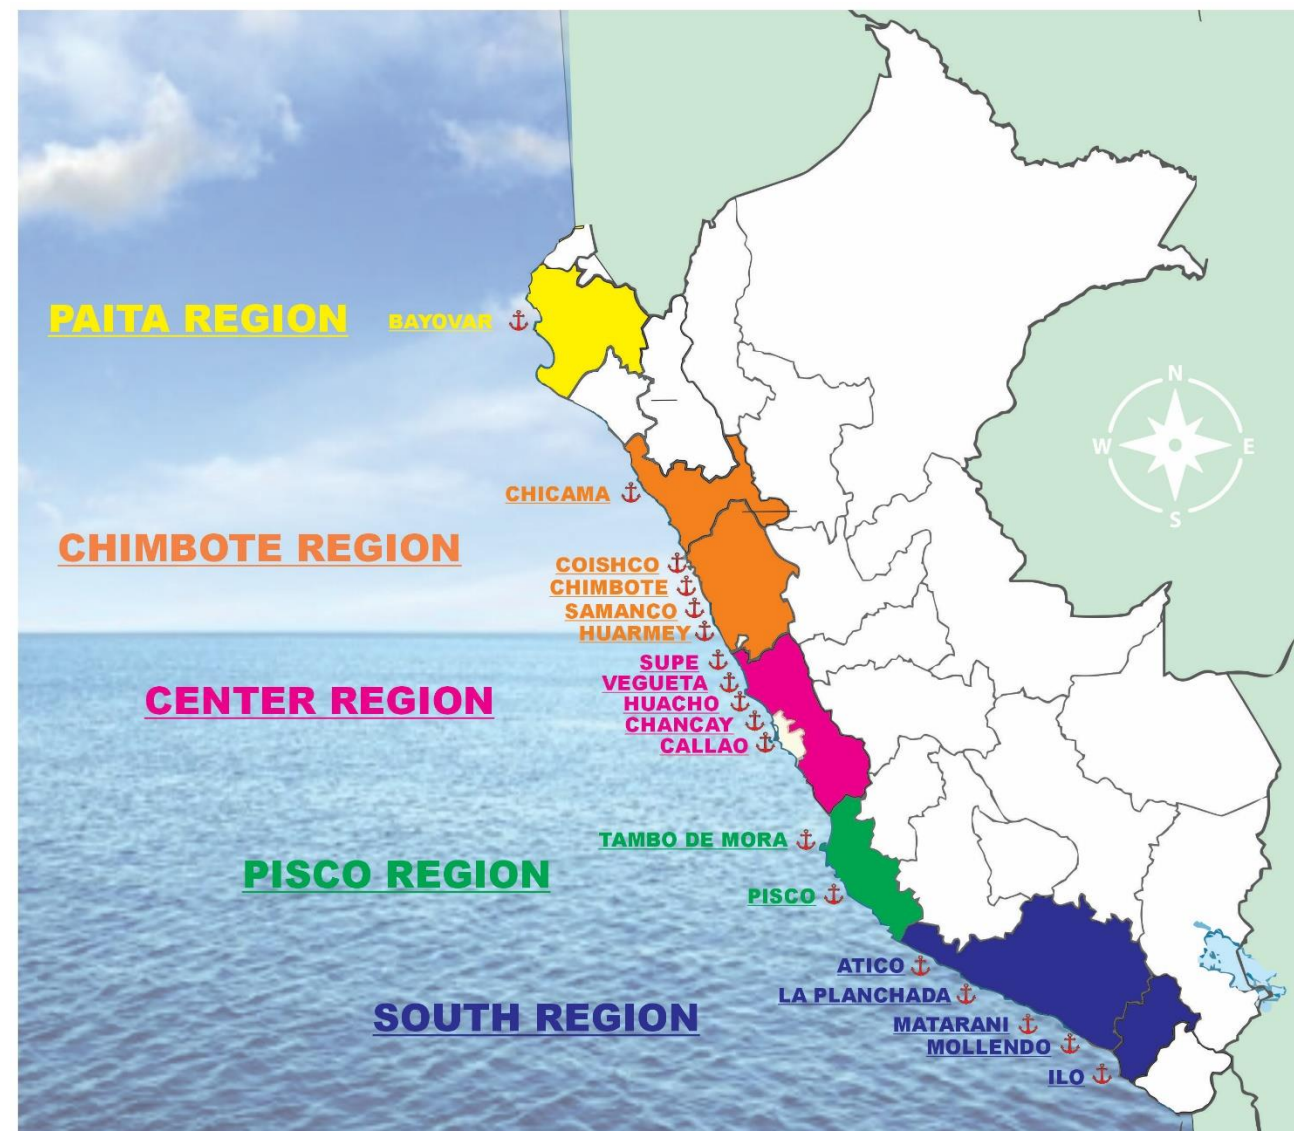 N
W
E
S
PAITA REGION
BAYOVAR
CHICAMA
CHIMBOTE REGION
COISHCO
CHIMBOTE
SAMANCO
HUARMEY
SUPE
VEGUETA
CENTER REGION
HUACHO
CHANCAY
CALLAO
TAMBO DE MORA
PISCO REGION
PISCO
ATICO
LA PLANCHADA
SOUTH REGION
MATARANI
MOLLENDO
ILO